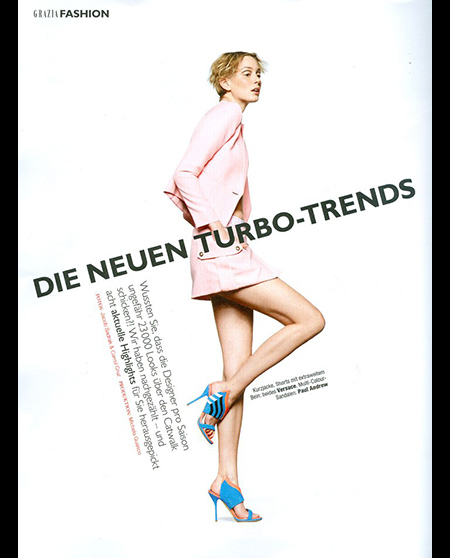 GRAZIA FASHION
DIE NEUEN TURBO-TRENDS
Wussten Sie, dass die Designer pro Saison
ungefähr 23 000 Looks über den Catwalk
schicken?! Wir haben nachgezählt – und
acht aktuelle Highlights für Sie herausgepickt
FOTOS: PRODUKTION:
Kurzjacke, Shorts mit extraweitem
Bein: beides Versace. Multi-Colour-
Sandalen: Paul Andrew